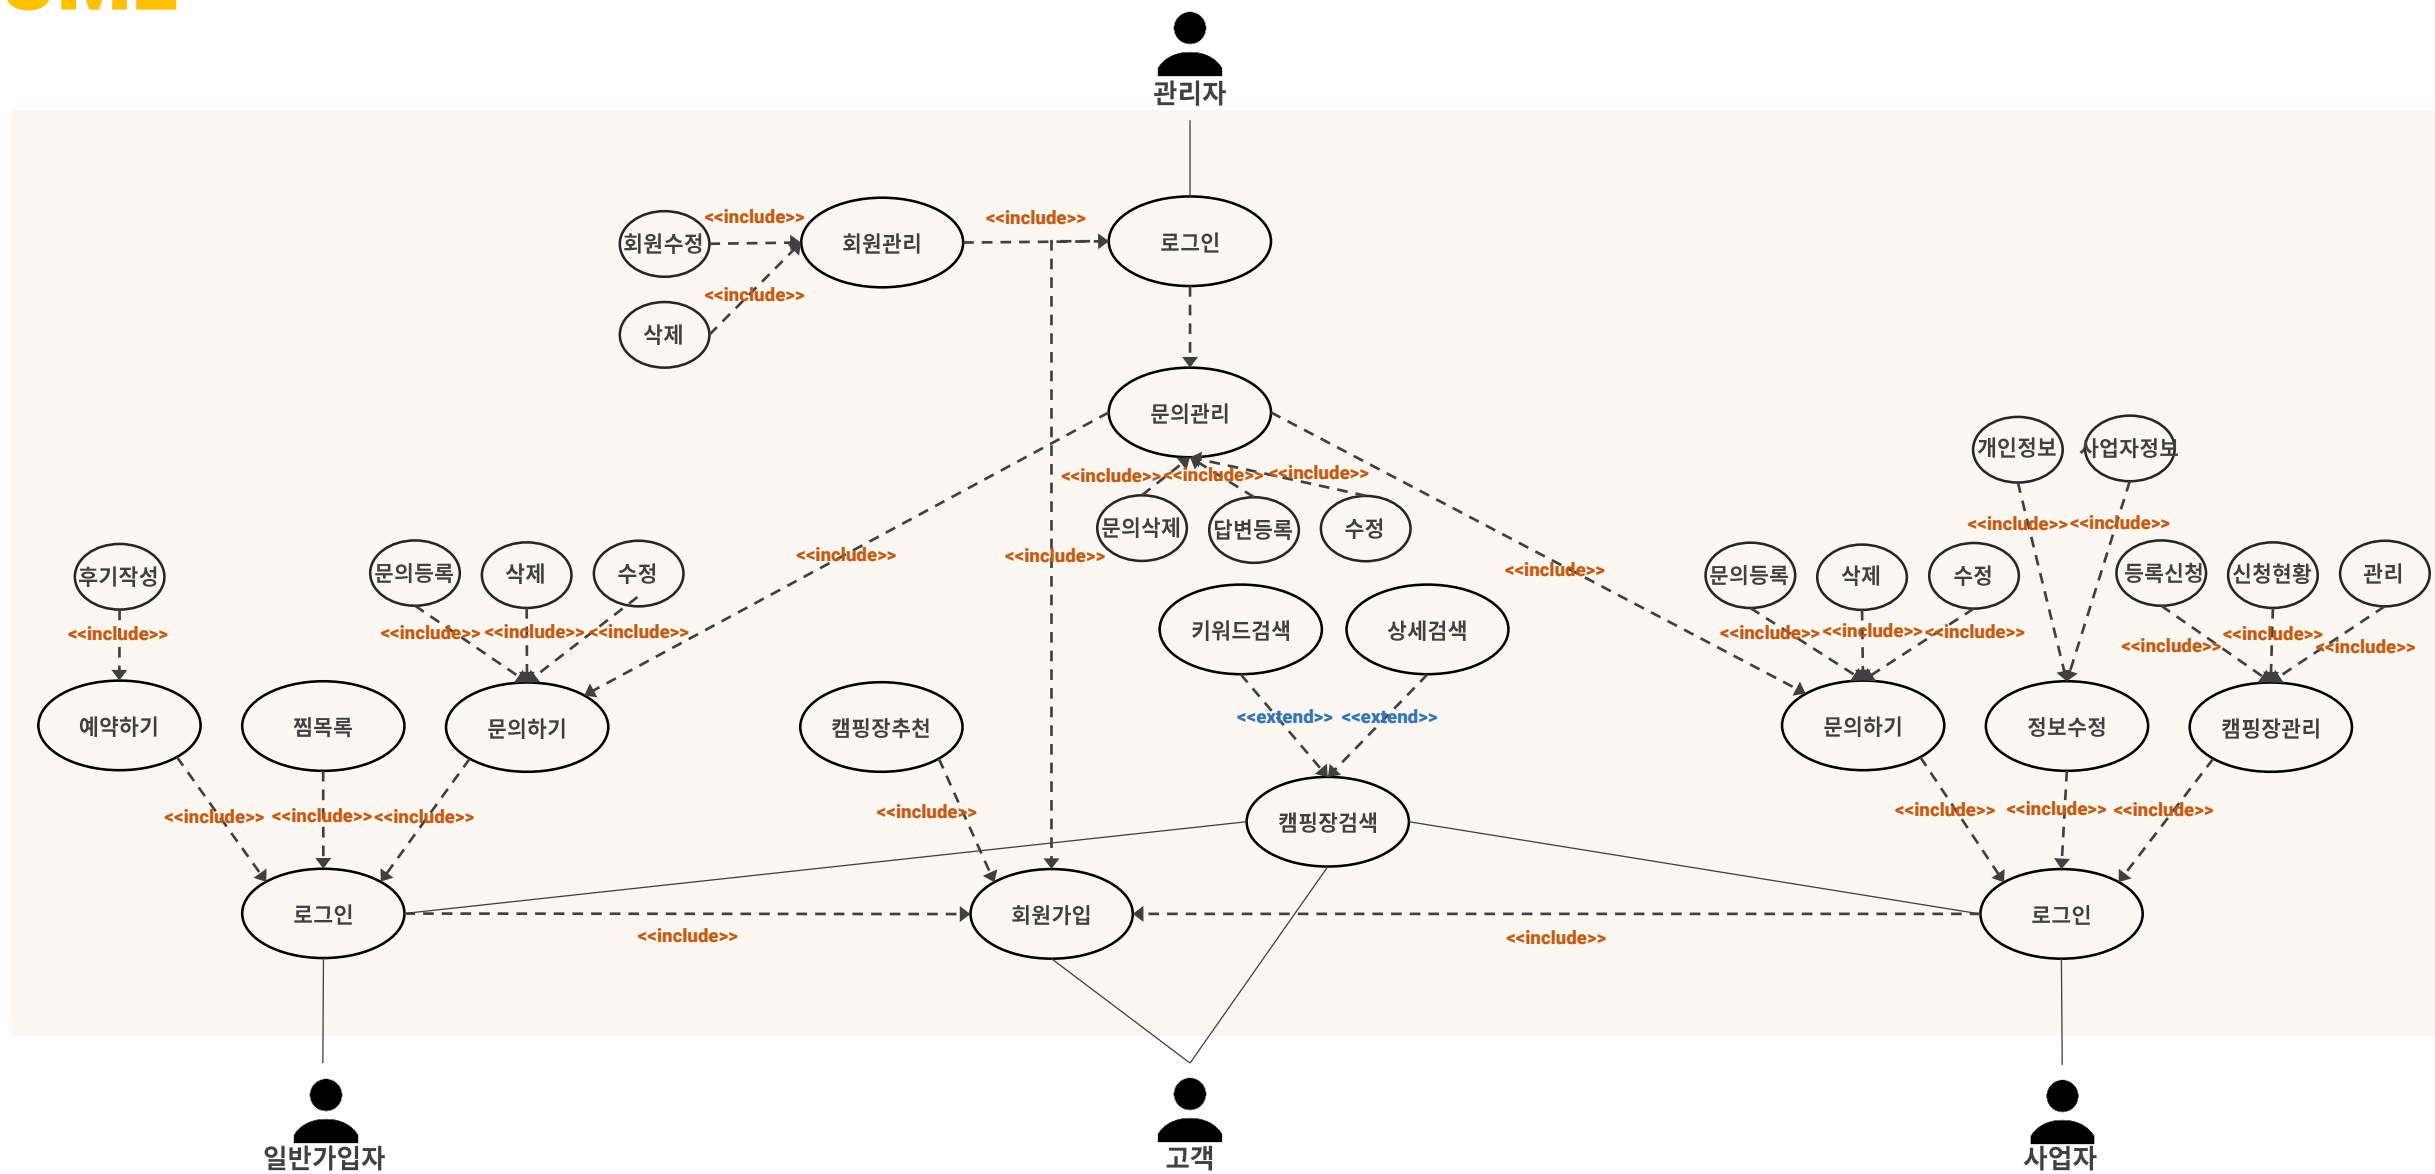 관리자
<<include>>
<<include>>
회원수정
회원관리
로그인
<<include>>
삭제
문의관리
개인정보
사업자정보
<<include>>
<<include>>
<<include>>
문의삭제
답변등록
수정
<<include>>
<<include>>
<<include>>
<<include>>
<<include>>
후기작성
문의등록
삭제
수정
문의등록
삭제
수정
등록신청
신청현황
관리
<<include>>
<<include>>
<<include>>
<<include>>
키워드검색
상세검색
<<include>>
<<include>>
<<include>>
<<include>>
<<include>>
<<include>>
<<extend>>
<<extend>>
예약하기
찜목록
문의하기
캠핑장추천
문의하기
정보수정
캠핑장관리
<<include>>
<<include>>
<<include>>
<<include>>
캠핑장검색
<<include>>
<<include>>
<<include>>
로그인
회원가입
로그인
<<include>>
<<include>>
일반가입자
고객
사업자